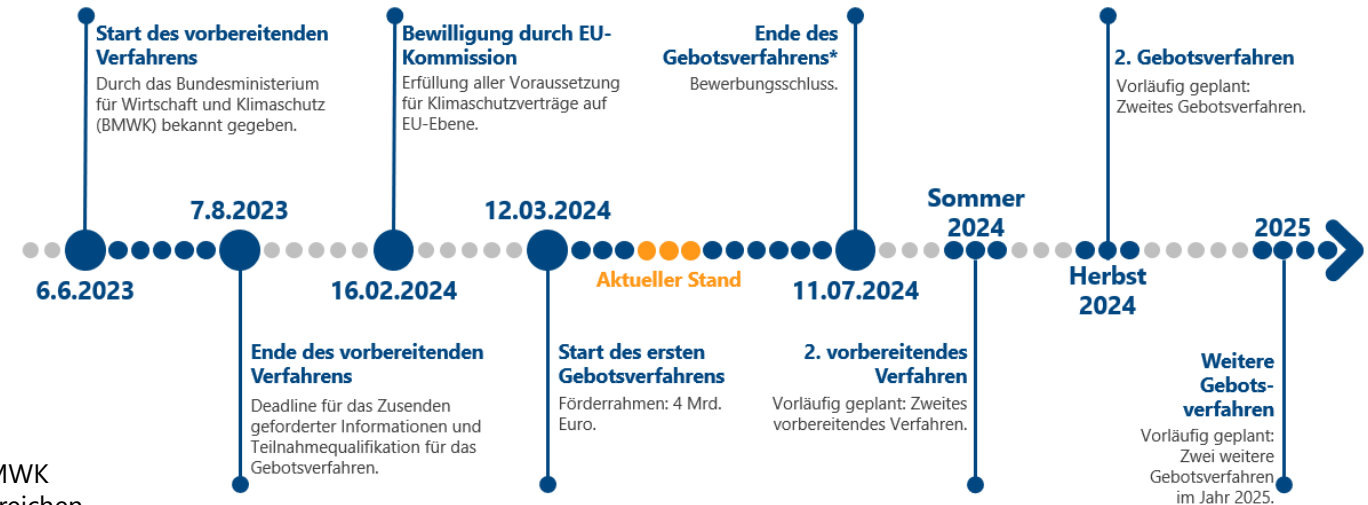 Start des vorbereitenden
Verfahrens
Durch das Bundesministerium
für Wirtschaft und Klimaschutz
(BMWK) bekannt gegeben.
Bewilligung durch EU-
Kommission
Erfüllung aller Voraussetzung
für Klimaschutzverträge auf
EU-Ebene.
Ende des
Gebotsverfahrens*
Bewerbungsschluss.
2. Gebotsverfahren
Vorläufig geplant:
Zweites Gebotsverfahren.
6.6.2023
7.8.2023
16.02.2024
12.03.2024
Aktueller Stand
11.07.2024
Sommer
2024
Herbst
2024
2025
Ende des vorbereitenden
Verfahrens
Deadline für das Zusenden
geforderter Informationen und
Teilnahmequalifikation für das
Gebotsverfahren.
Start des ersten
Gebotsverfahrens
Förderrahmen: 4 Mrd.
Euro.
2. vorbereitendes
Verfahren
Vorläufig geplant: Zweites
vorbereitendes Verfahren.
Weitere
Gebots-
verfahren
Vorläufig geplant:
Zwei weitere
Gebotsverfahren
im Jahr 2025.